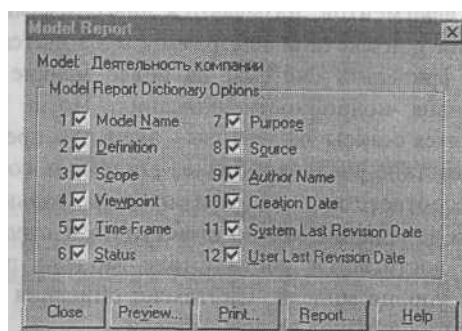 Model Report
Model: Деятельность компании
Model Report Dictionary Options
1 Model Name
2 Definition
3 Scope
4 Viewpoint
5 Time Frame
6 Status
7 Purpose
8 Source
9 Author Name
10 Creation Date
11 System Last Revision Date
12 User Last Revision Date
Close Preview... Print... Report... Help